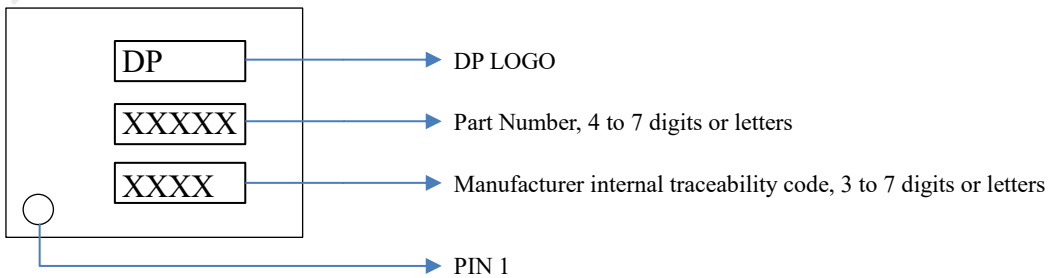 DP DP LOGO
XXXXX Part Number, 4 to 7 digits or letters
XXXX Manufacturer internal traceability code, 3 to 7 digits or letters
PIN 1